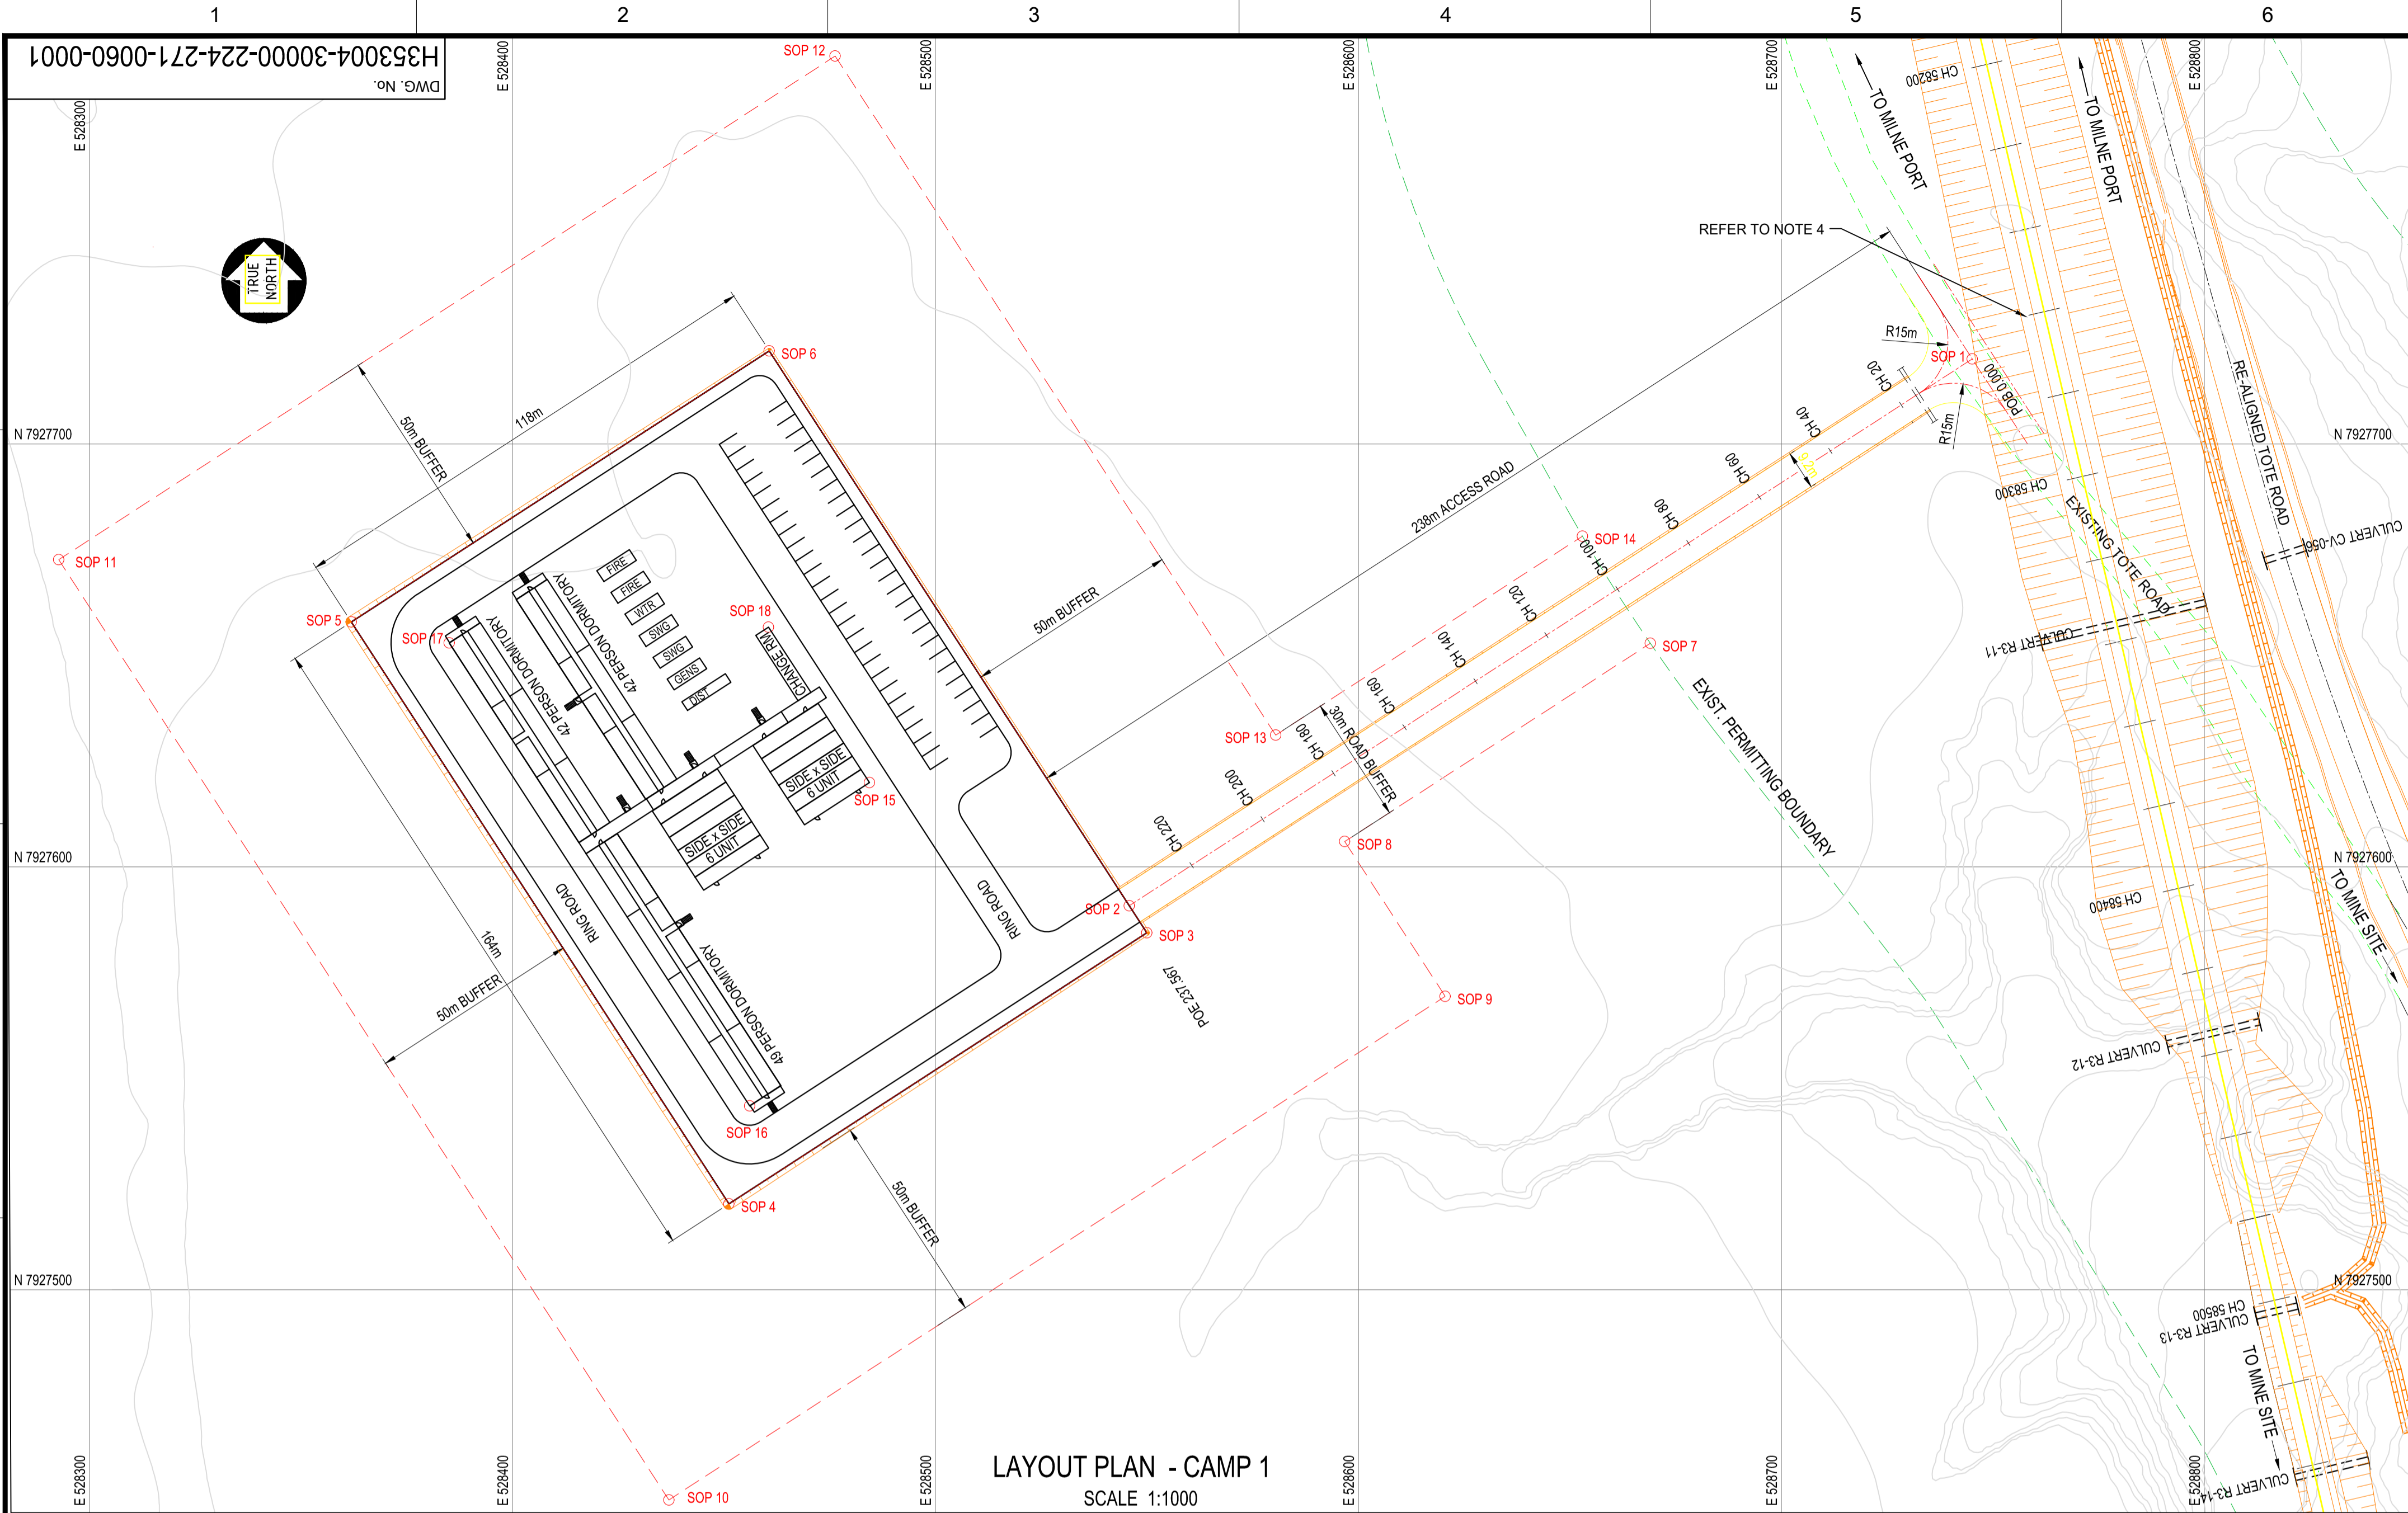 1 2 3 4 5 6
DWG. No.
H353004-30000-224-271-0060-0001
E 528300
E 528400
E 528500
E 528600
E 528700
E 528800
SOP 12
CH 58200
TO MILNE PORT
TO MILNE PORT
TRUE
NORTH
REFER TO NOTE 4
R15m
SOP 1
POB 0.000
SOP 6
118m
50m BUFFER
CH 20
R15m
N 7927700
N 7927700
CH 40
9.2m
CH 60
CH 80
238m ACCESS ROAD
RE-ALIGNED TOTE ROAD
CH 58300
EXISTING TOTE ROAD
CULVERT CV-056
SOP 14
CH 100
SOP 11
FIRE
FIRE
WTR
SWG
SWG
GENS
DIST
SOP 18
CHANGE RM
SOP 5
SOP 17
42 PERSON DORMITORY
42 PERSON DORMITORY
50m BUFFER
CH 120
CH 140
CH 160
CH 180
CH 200
CH 220
SOP 7
CULVERT R3-11
EXIST. PERMITTING BOUNDARY
SOP 13
30m ROAD BUFFER
SIDE x SIDE
6 UNIT
SOP 15
SIDE x SIDE
6 UNIT
SOP 8
N 7927600
N 7927600
RING ROAD
RING ROAD
SOP 2
SOP 3
CH 58400
TO MINE SITE
164m
50m BUFFER
49 PERSON DORMITORY
POE 237.567
SOP 9
CULVERT R3-12
SOP 16
SOP 4
50m BUFFER
N 7927500
N 7927500
CH 58500
CULVERT R3-13
TO MINE SITE
CULVERT R3-14
SOP 10
E 528300
E 528400
E 528500
E 528600
E 528700
E 528800
LAYOUT PLAN - CAMP 1
SCALE 1:1000